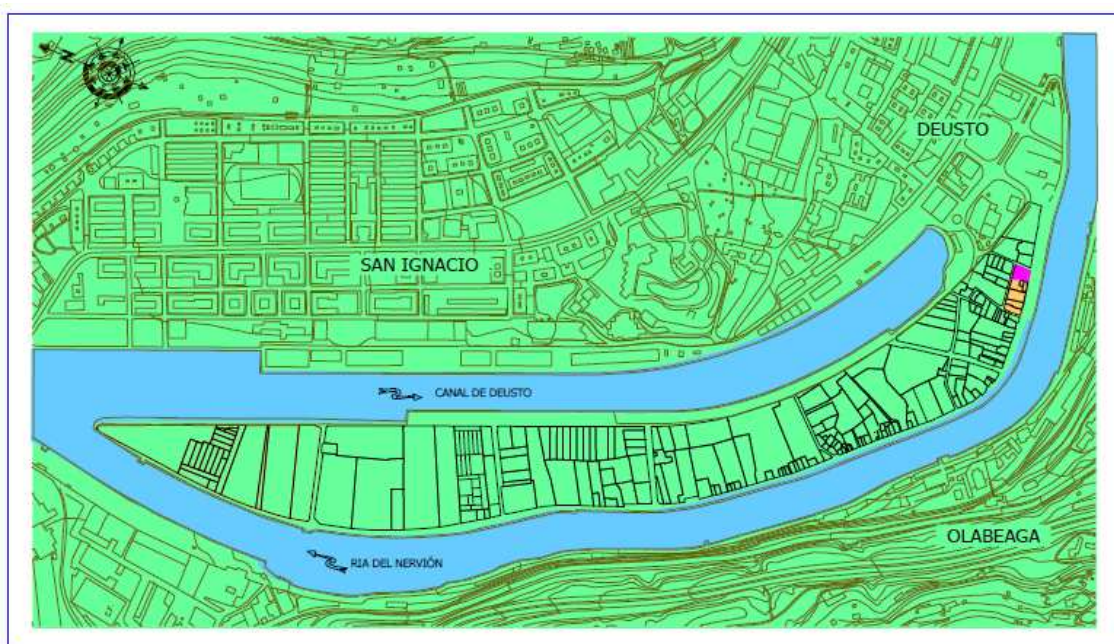 N
DEUSTO
SAN IGNACIO
CANAL DE DEUSTO
OLABEAGA
RIA DEL NERVIÓN